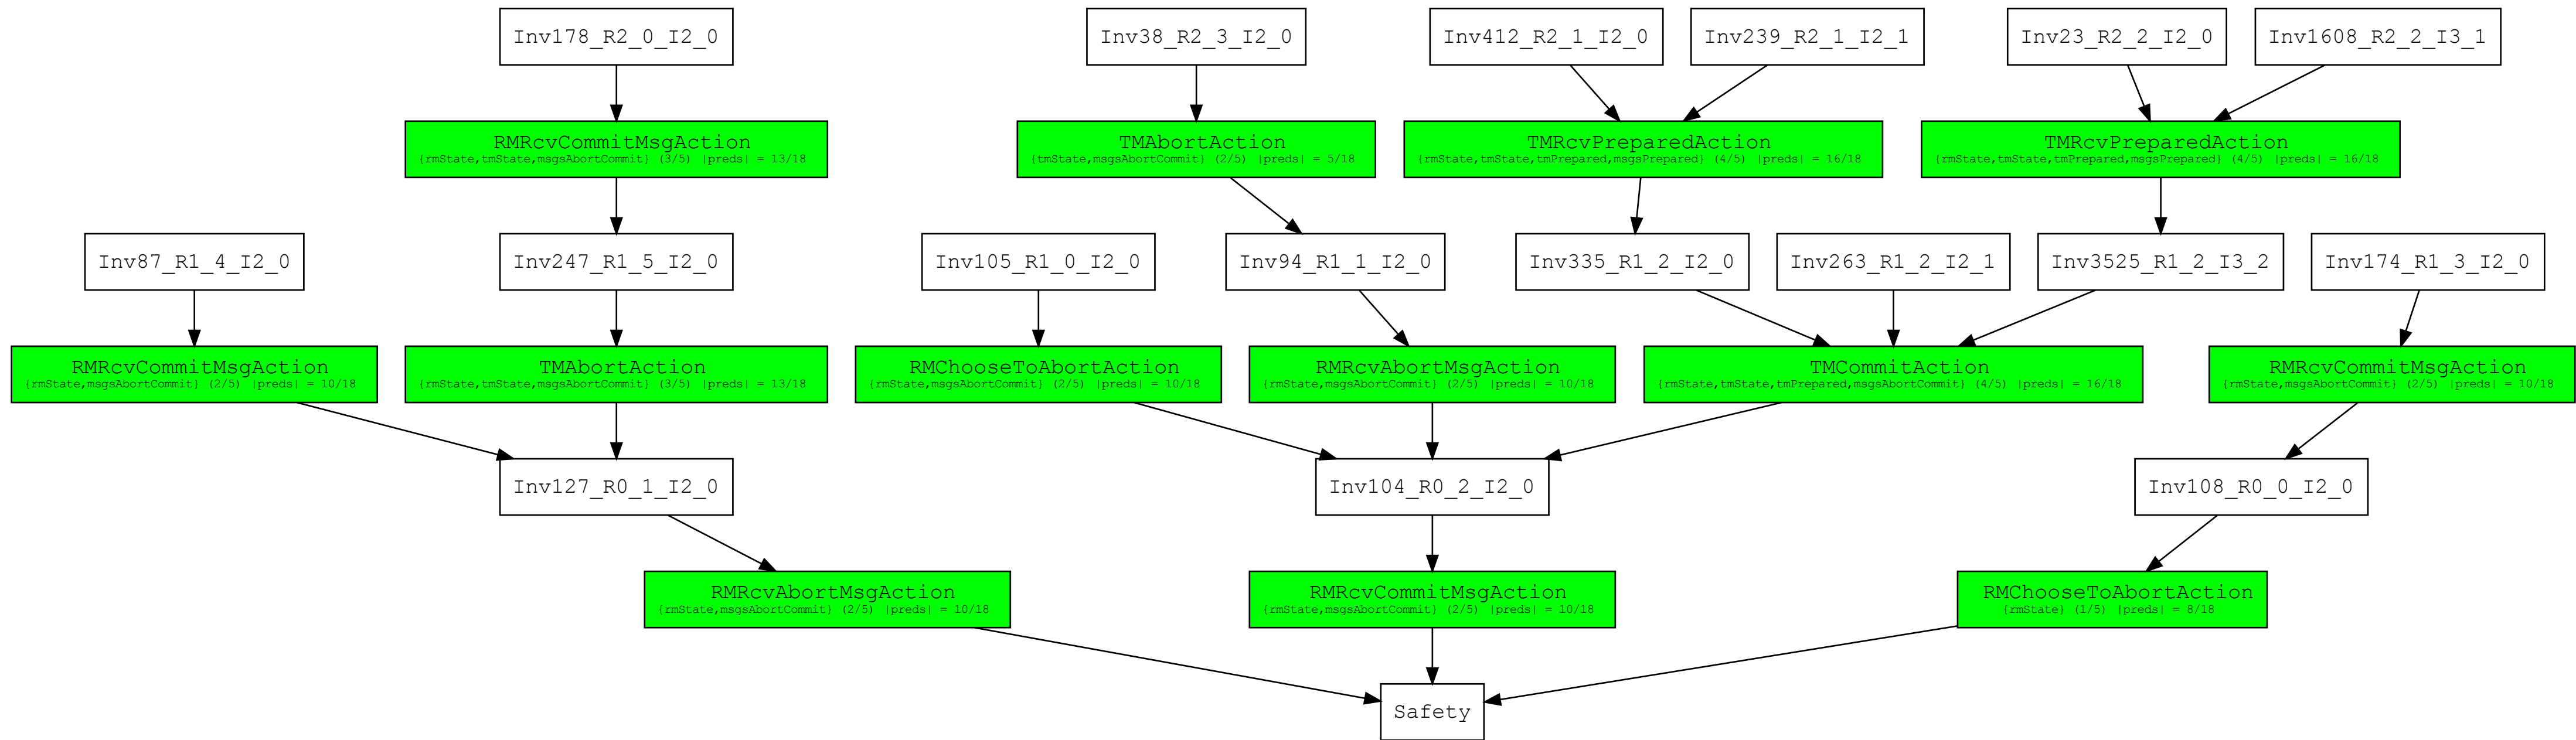 Inv178_R2_0_I2_0
Inv38_R2_3_I2_0
Inv412_R2_1_I2_0
Inv239_R2_1_I2_1
Inv23_R2_2_I2_0
Inv1608_R2_2_I3_1
RMRcvCommitMsgAction
{rmState,tmState,msgsAbortCommit} (3/5) |preds| = 13/18
TMAbortAction
{tmState,msgsAbortCommit} (2/5) |preds| = 5/18
TMRcvPreparedAction
{rmState,tmState,tmPrepared,msgsPrepared} (4/5) |preds| = 16/18
TMRcvPreparedAction
{rmState,tmState,tmPrepared,msgsPrepared} (4/5) |preds| = 16/18
Inv87_R1_4_I2_0
Inv247_R1_5_I2_0
Inv105_R1_0_I2_0
Inv94_R1_1_I2_0
Inv335_R1_2_I2_0
Inv263_R1_2_I2_1
Inv3525_R1_2_I3_2
Inv174_R1_3_I2_0
RMRcvCommitMsgAction
{rmState,msgsAbortCommit} (2/5) |preds| = 10/18
TMAbortAction
{rmState,tmState,msgsAbortCommit} (3/5) |preds| = 13/18
RMChooseToAbortAction
{rmState,msgsAbortCommit} (2/5) |preds| = 10/18
RMRcvAbortMsgAction
{rmState,msgsAbortCommit} (2/5) |preds| = 10/18
TMCommitAction
{rmState,tmState,tmPrepared,msgsAbortCommit} (4/5) |preds| = 16/18
RMRcvCommitMsgAction
{rmState,msgsAbortCommit} (2/5) |preds| = 10/18
Inv127_R0_1_I2_0
Inv104_R0_2_I2_0
Inv108_R0_0_I2_0
RMRcvAbortMsgAction
{rmState,msgsAbortCommit} (2/5) |preds| = 10/18
RMRcvCommitMsgAction
{rmState,msgsAbortCommit} (2/5) |preds| = 10/18
RMChooseToAbortAction
{rmState} (1/5) |preds| = 8/18
Safety